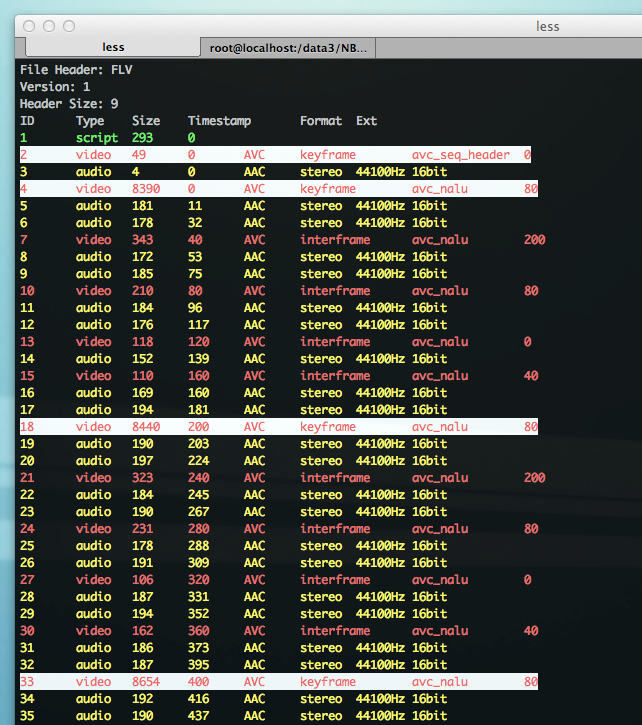 less
less root@localhost:/data3/NB...
File Header: FLV
Version: 1
Header Size: 9
ID Type Size Timestamp Format Ext
1 script 293 0
2 video 49 0 AVC keyframe avc_seq_header 0
3 audio 4 0 AAC stereo 44100Hz 16bit
4 video 8390 0 AVC keyframe avc_nalu 80
5 audio 181 11 AAC stereo 44100Hz 16bit
6 audio 178 32 AAC stereo 44100Hz 16bit
7 video 343 40 AVC interframe avc_nalu 200
8 audio 172 53 AAC stereo 44100Hz 16bit
9 audio 185 75 AAC stereo 44100Hz 16bit
10 video 210 80 AVC interframe avc_nalu 80
11 audio 184 96 AAC stereo 44100Hz 16bit
12 audio 176 117 AAC stereo 44100Hz 16bit
13 video 118 120 AVC interframe avc_nalu 0
14 audio 152 139 AAC stereo 44100Hz 16bit
15 video 110 160 AVC interframe avc_nalu 40
16 audio 169 160 AAC stereo 44100Hz 16bit
17 audio 194 181 AAC stereo 44100Hz 16bit
18 video 8440 200 AVC keyframe avc_nalu 80
19 audio 190 203 AAC stereo 44100Hz 16bit
20 audio 197 224 AAC stereo 44100Hz 16bit
21 video 323 240 AVC interframe avc_nalu 200
22 audio 184 245 AAC stereo 44100Hz 16bit
23 audio 190 267 AAC stereo 44100Hz 16bit
24 video 231 280 AVC interframe avc_nalu 80
25 audio 178 288 AAC stereo 44100Hz 16bit
26 audio 191 309 AAC stereo 44100Hz 16bit
27 video 106 320 AVC interframe avc_nalu 0
28 audio 187 331 AAC stereo 44100Hz 16bit
29 audio 194 352 AAC stereo 44100Hz 16bit
30 video 162 360 AVC interframe avc_nalu 40
31 audio 186 373 AAC stereo 44100Hz 16bit
32 audio 187 395 AAC stereo 44100Hz 16bit
33 video 8654 400 AVC keyframe avc_nalu 80
34 audio 192 416 AAC stereo 44100Hz 16bit
35 audio 190 437 AAC stereo 44100Hz 16bit